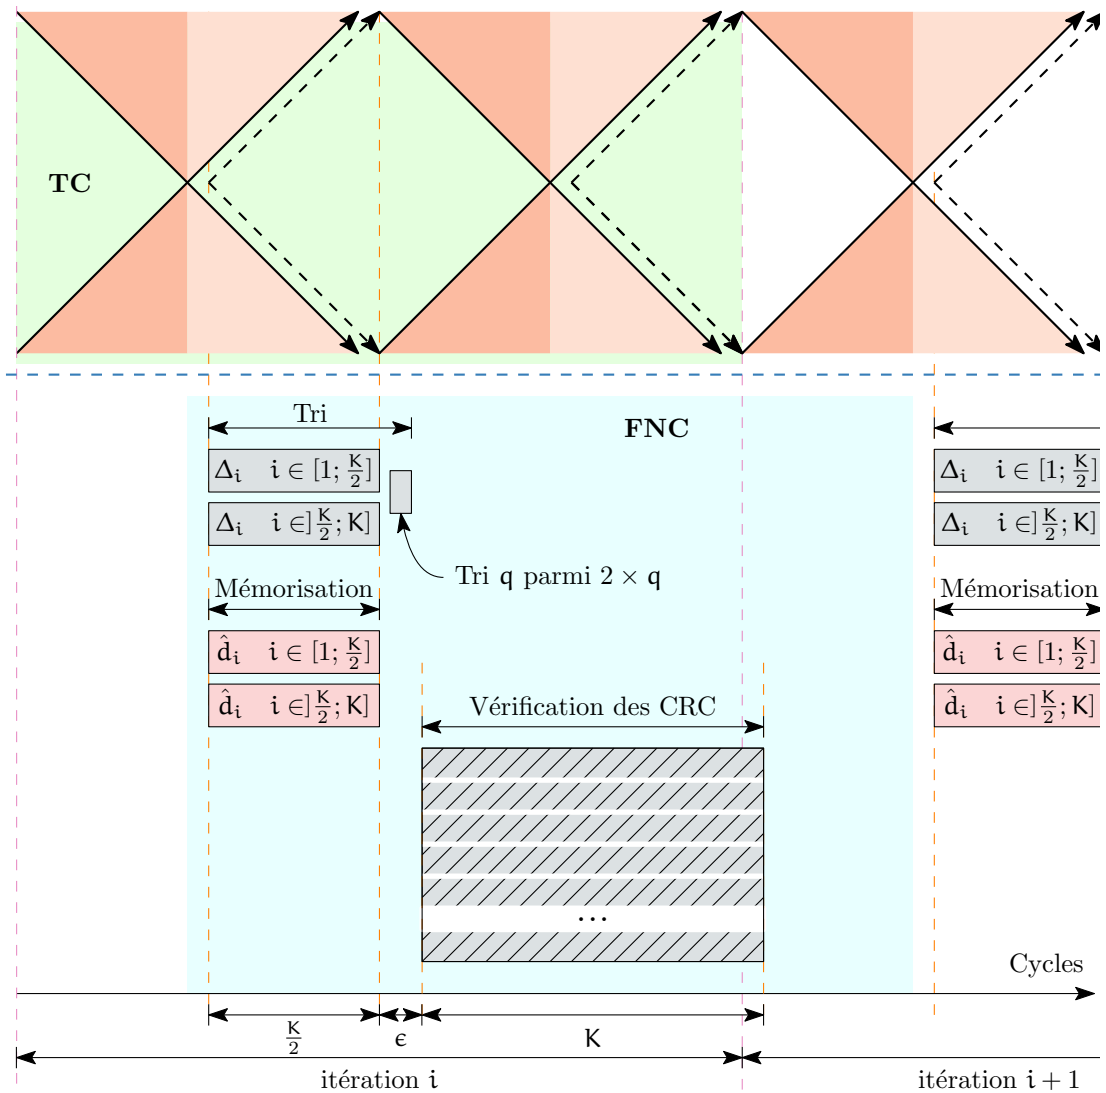 TC
Tri
FNC
Δᵢ i ∈ [1; K/2]
Δᵢ i ∈ [1; K/2]
Δᵢ i ∈]K/2; K]
Δᵢ i ∈]K/2; K]
Tri q parmi 2 × q
Mémorisation
Mémorisation
d̂ᵢ i ∈ [1; K/2]
d̂ᵢ i ∈ [1; K/2]
d̂ᵢ i ∈]K/2; K]
d̂ᵢ i ∈]K/2; K]
Vérification des CRC
...
Cycles
K/2
ϵ
K
itération i
itération i + 1